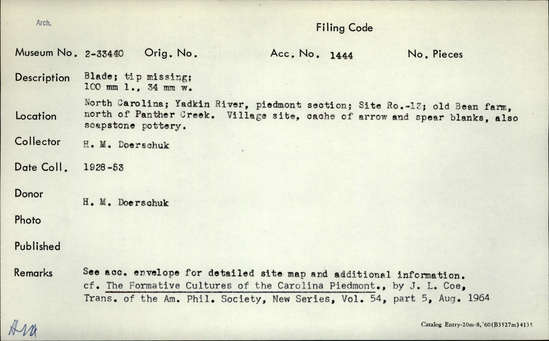 Arch.
Filing Code
Museum No. 2-33440 Orig. No. Acc. No. 1444 No. Pieces
Description Blade; tip missing;
100 mm l., 34 mm w.
Location North Carolina; Yadkin River, piedmont section; Site Ro.-12; old Bean farm,
north of Panther Creek. Village site, cache of arrow and spear blanks, also
soapstone pottery.
Collector H. M. Doerschuk
Date Coll. 1928-53
Donor H. M. Doerschuk
Photo
Published
Remarks See acc. envelope for detailed site map and additional information.
cf. The Formative Cultures of the Carolina Piedmont., by J. L. Coe,
Trans. of the Am. Phil. Society, New Series, Vol. 54, part 5, Aug. 1964